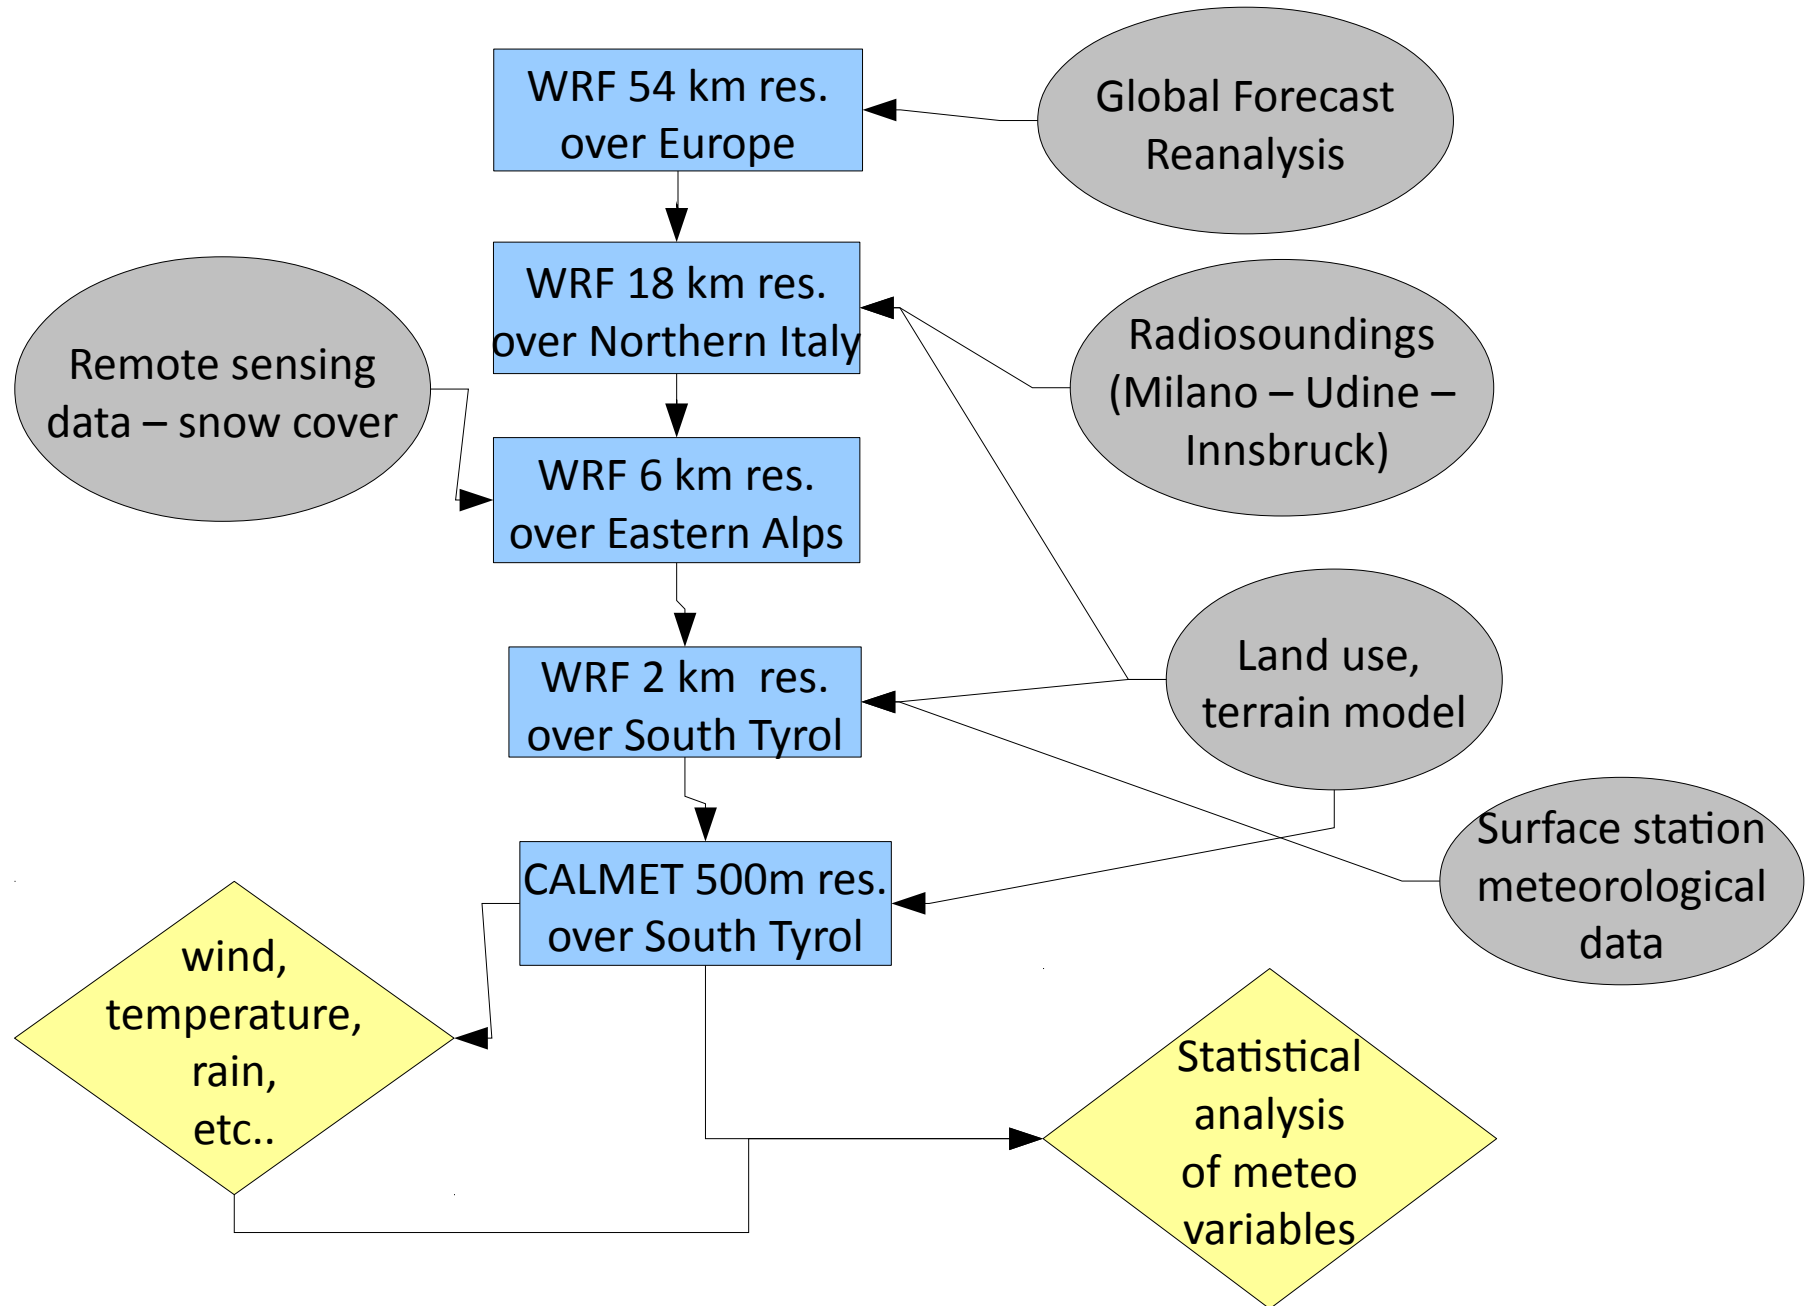 WRF 54 km res.
over Europe
Global Forecast
Reanalysis
WRF 18 km res.
over Northern Italy
Radiosoundings
(Milano – Udine –
Innsbruck)
Remote sensing
data – snow cover
WRF 6 km res.
over Eastern Alps
Land use,
terrain model
WRF 2 km  res.
over South Tyrol
Surface station
meteorological
data
CALMET 500m res.
over South Tyrol
wind,
temperature,
rain,
etc..
Statistical
analysis
of meteo
variables